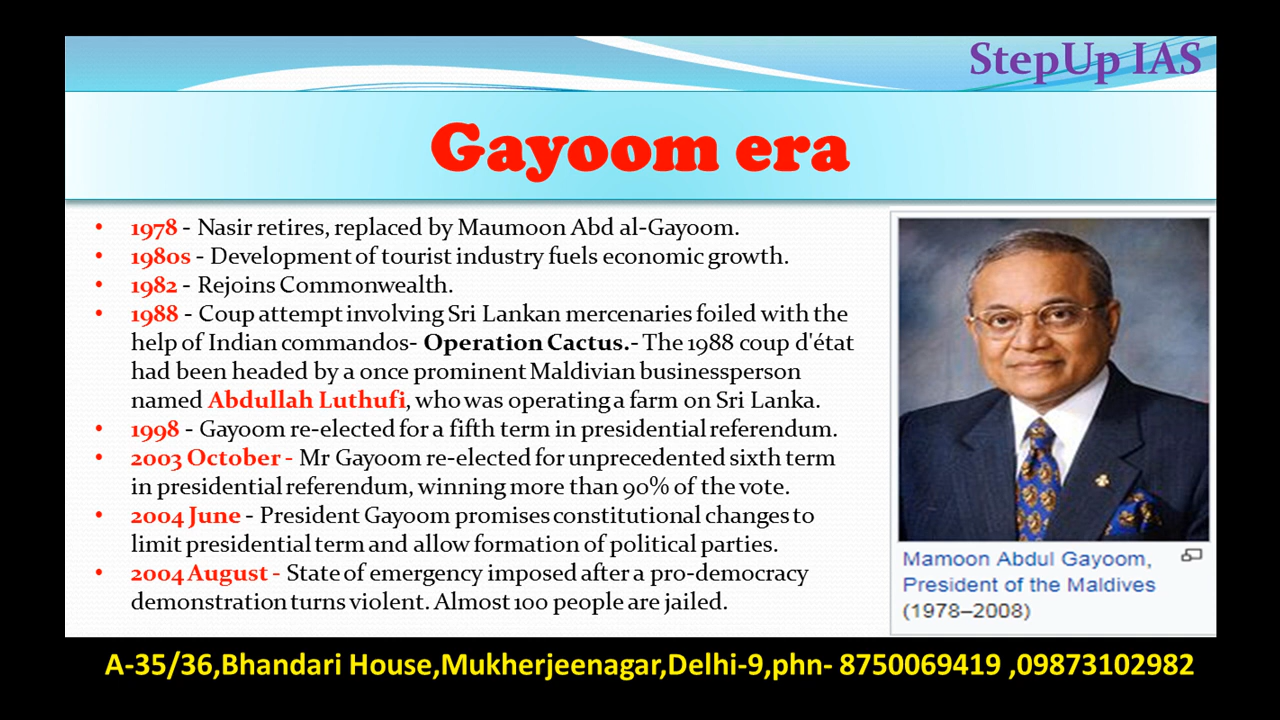 StepUp IAS
Gayoom era
• 1978 - Nasir retires, replaced by Maumoon Abd al-Gayoom.
• 1980s - Development of tourist industry fuels economic growth.
• 1982 - Rejoins Commonwealth.
• 1988 - Coup attempt involving Sri Lankan mercenaries foiled with the
help of Indian commandos- Operation Cactus.- The 1988 coup d'état
had been headed by a once prominent Maldivian businessperson
named Abdullah Luthufi, who was operating a farm on Sri Lanka.
• 1998 - Gayoom re-elected for a fifth term in presidential referendum.
• 2003 October - Mr Gayoom re-elected for unprecedented sixth term
in presidential referendum, winning more than 90% of the vote.
• 2004 June - President Gayoom promises constitutional changes to
limit presidential term and allow formation of political parties.
• 2004 August - State of emergency imposed after a pro-democracy
demonstration turns violent. Almost 100 people are jailed.
Mamoon Abdul Gayoom,
President of the Maldives
(1978–2008)
A-35/36,Bhandari House,Mukherjeenagar,Delhi-9,phn- 8750069419 ,09873102982